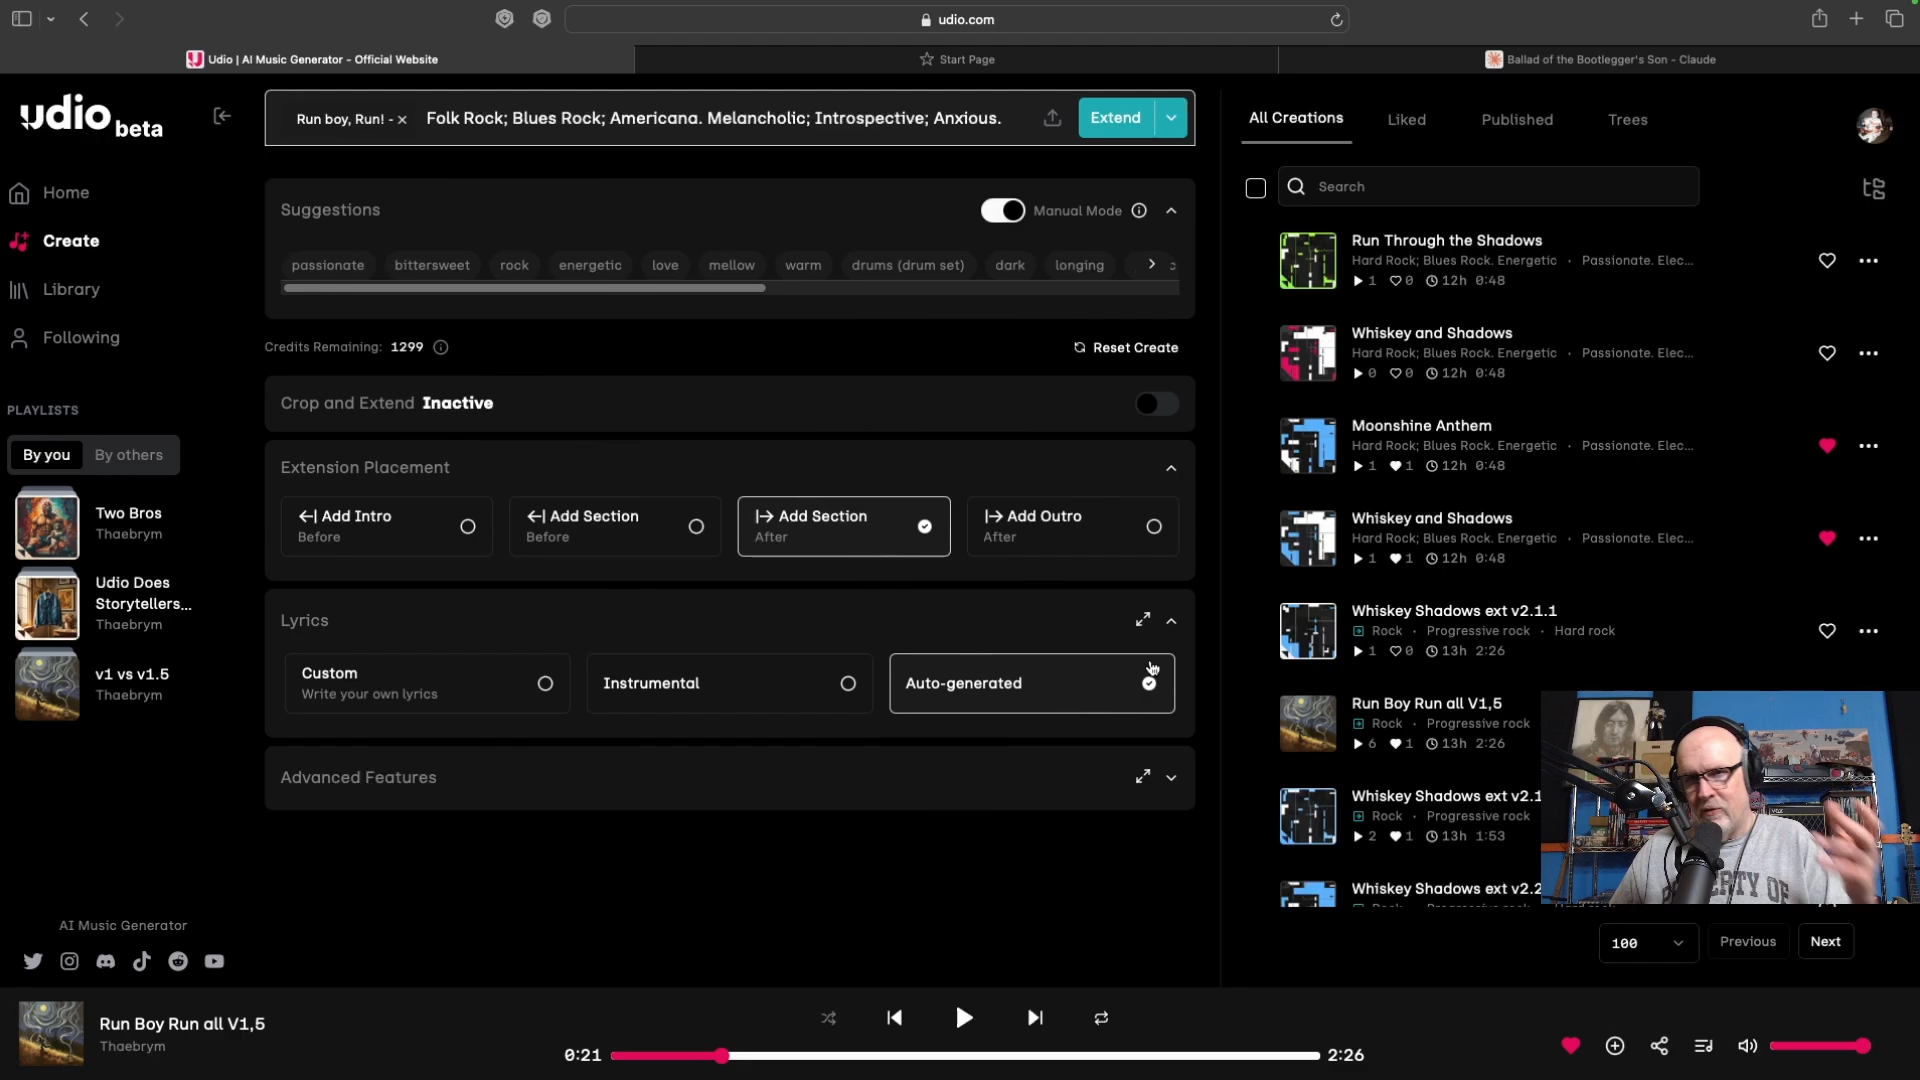 udio.com
Udio | AI Music Generator - Official Website
Start Page
Ballad of the Bootlegger's Son - Claude
udio beta
Run boy, Run! -
Folk Rock; Blues Rock; Americana. Melancholic; Introspective; Anxious.
Extend
All Creations
Liked
Published
Trees
Search
Home
Create
Library
Following
PLAYLISTS
By you
By others
Two Bros
Thaebrym
Udio Does
Storytellers...
Thaebrym
v1 vs v1.5
Thaebrym
AI Music Generator
Suggestions
Manual Mode
passionate
bittersweet
rock
energetic
love
mellow
warm
drums (drum set)
dark
longing
Credits Remaining: 1299
Reset Create
Crop and Extend Inactive
Extension Placement
Add Intro
Before
Add Section
Before
Add Section
After
Add Outro
After
Lyrics
Custom
Write your own lyrics
Instrumental
Auto-generated
Advanced Features
Run Through the Shadows
Hard Rock; Blues Rock. Energetic • Passionate. Elec...
1 0 12h 0:48
Whiskey and Shadows
Hard Rock; Blues Rock. Energetic • Passionate. Elec...
0 0 12h 0:48
Moonshine Anthem
Hard Rock; Blues Rock. Energetic • Passionate. Elec...
1 1 12h 0:48
Whiskey and Shadows
Hard Rock; Blues Rock. Energetic • Passionate. Elec...
1 1 12h 0:48
Whiskey Shadows ext v2.1.1
Rock • Progressive rock • Hard rock
1 0 13h 2:26
Run Boy Run all V1,5
Rock • Progressive rock
6 1 13h 2:26
Whiskey Shadows ext v2.1
Rock • Progressive rock
2 1 13h 1:53
Whiskey Shadows ext v2.2
100
Previous
Next
Run Boy Run all V1,5
Thaebrym
0:21
2:26